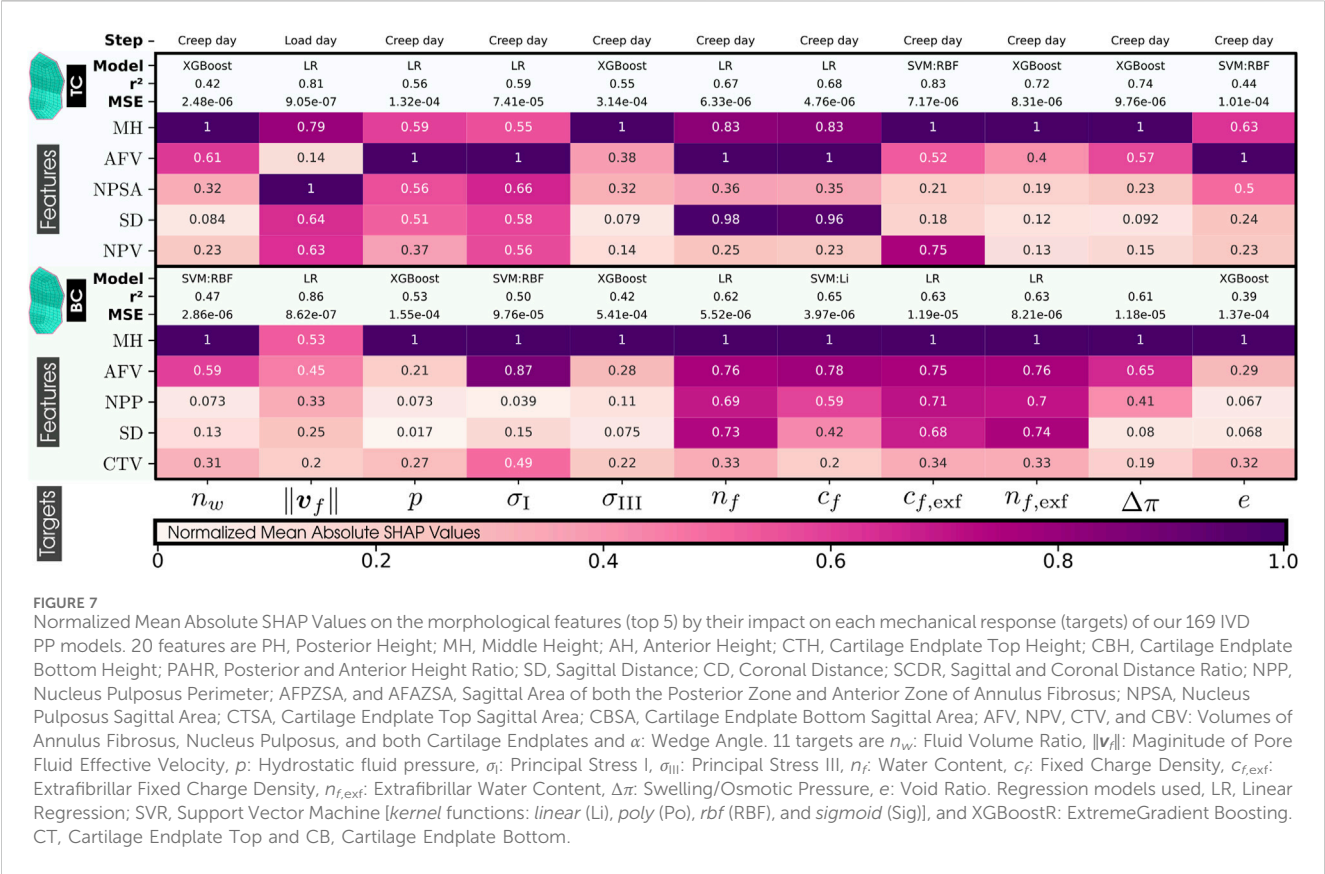 Step Creep day Load day Creep day Creep day Creep day Creep day Creep day Creep day Creep day Creep day Creep day
TC
Model XGBoost LR LR LR XGBoost LR LR SVM:RBF XGBoost XGBoost SVM:RBF
r² 0.42 0.81 0.56 0.59 0.55 0.67 0.68 0.83 0.72 0.74 0.44
MSE 2.48e-06 9.05e-07 1.32e-04 7.41e-05 3.14e-04 6.33e-06 4.76e-06 7.17e-06 8.31e-06 9.76e-06 1.01e-04
Features
MH 1 0.79 0.59 0.55 1 0.83 0.83 1 1 1 0.63
AFV 0.61 0.14 1 1 0.38 1 1 0.52 0.4 0.57 1
NPSA 0.32 1 0.56 0.66 0.32 0.36 0.35 0.21 0.19 0.23 0.5
SD 0.084 0.64 0.51 0.58 0.079 0.98 0.96 0.18 0.12 0.092 0.24
NPV 0.23 0.63 0.37 0.56 0.14 0.25 0.23 0.75 0.13 0.15 0.23
BC
Model SVM:RBF LR XGBoost SVM:RBF XGBoost LR SVM:Li LR LR XGBoost
r² 0.47 0.86 0.53 0.50 0.42 0.62 0.65 0.63 0.63 0.61 0.39
MSE 2.86e-06 8.62e-07 1.55e-04 9.76e-05 5.41e-04 5.52e-06 3.97e-06 1.19e-05 8.21e-06 1.18e-05 1.37e-04
Features
MH 1 0.53 1 1 1 1 1 1 1 1 1
AFV 0.59 0.45 0.21 0.87 0.28 0.76 0.78 0.75 0.76 0.65 0.29
NPP 0.073 0.33 0.073 0.039 0.11 0.69 0.59 0.71 0.7 0.41 0.067
SD 0.13 0.25 0.017 0.15 0.075 0.73 0.42 0.68 0.74 0.08 0.068
CTV 0.31 0.2 0.27 0.49 0.22 0.33 0.2 0.34 0.33 0.19 0.32
Targets
n_w ‖v_f‖ p σ_I σ_III n_f c_f c_f,exf n_f,exf Δπ e
Normalized Mean Absolute SHAP Values
0 0.2 0.4 0.6 0.8 1.0
FIGURE 7
Normalized Mean Absolute SHAP Values on the morphological features (top 5) by their impact on each mechanical response (targets) of our 169 IVD
PP models. 20 features are PH, Posterior Height; MH, Middle Height; AH, Anterior Height; CTH, Cartilage Endplate Top Height; CBH, Cartilage Endplate
Bottom Height; PAHR, Posterior and Anterior Height Ratio; SD, Sagittal Distance; CD, Coronal Distance; SCDR, Sagittal and Coronal Distance Ratio; NPP,
Nucleus Pulposus Perimeter; AFPZSA, and AFAZSA, Sagittal Area of both the Posterior Zone and Anterior Zone of Annulus Fibrosus; NPSA, Nucleus
Pulposus Sagittal Area; CTSA, Cartilage Endplate Top Sagittal Area; CBSA, Cartilage Endplate Bottom Sagittal Area; AFV, NPV, CTV, and CBV: Volumes of
Annulus Fibrosus, Nucleus Pulposus, and both Cartilage Endplates and α: Wedge Angle. 11 targets are n_w: Fluid Volume Ratio, ‖v_f‖: Maginitude of Pore
Fluid Effective Velocity, p: Hydrostatic fluid pressure, σ_I: Principal Stress I, σ_III: Principal Stress III, n_f: Water Content, c_f: Fixed Charge Density, c_f,exf:
Extrafibrillar Fixed Charge Density, n_f,exf: Extrafibrillar Water Content, Δπ: Swelling/Osmotic Pressure, e: Void Ratio. Regression models used, LR, Linear
Regression; SVR, Support Vector Machine [kernel functions: linear (Li), poly (Po), rbf (RBF), and sigmoid (Sig)], and XGBoostR: ExtremeGradient Boosting.
CT, Cartilage Endplate Top and CB, Cartilage Endplate Bottom.